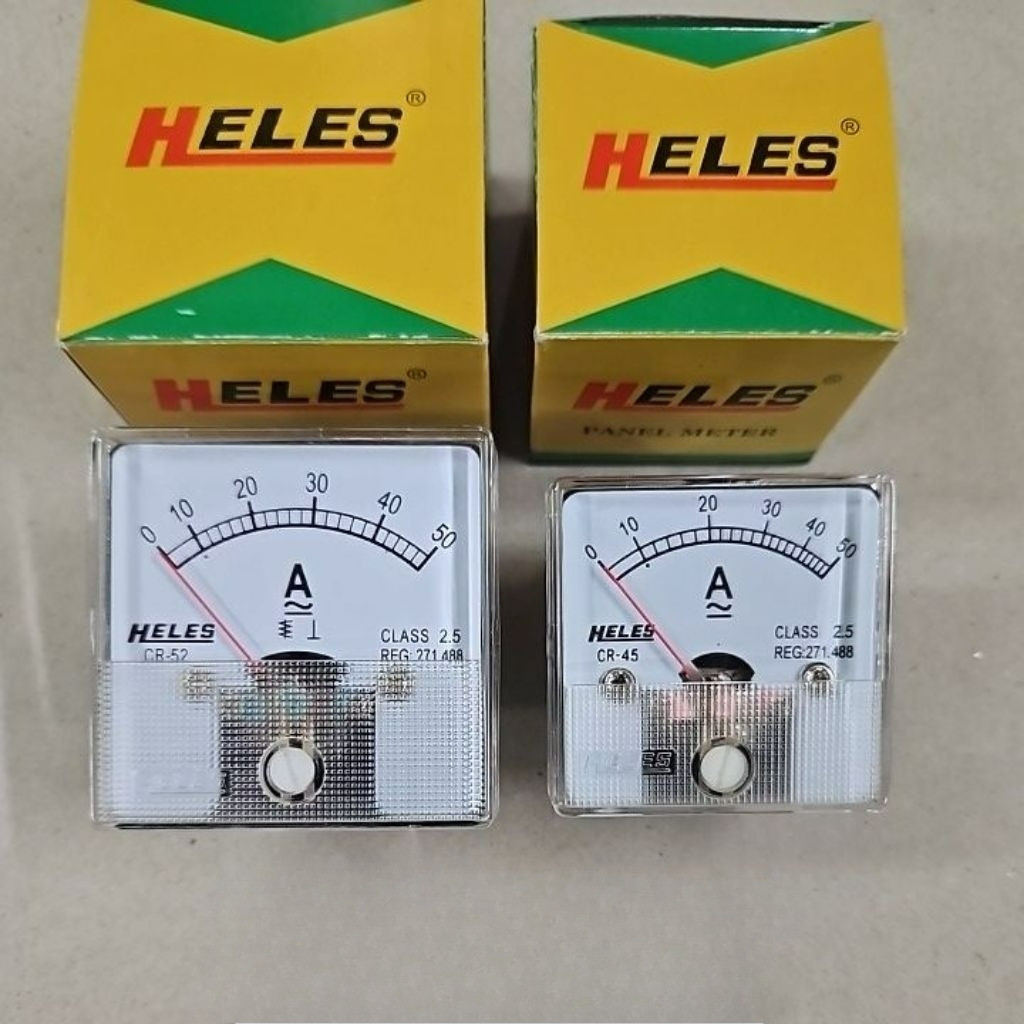 HELES®
HELES®
HELES®
HELES®
PANEL METER
0 10 20 30 40 50
A
HELES
CR-52
CLASS 2.5
REG:271.488
0 10 20 30 40 50
A
HELES
CR-45
CLASS 2.5
REG:271.488